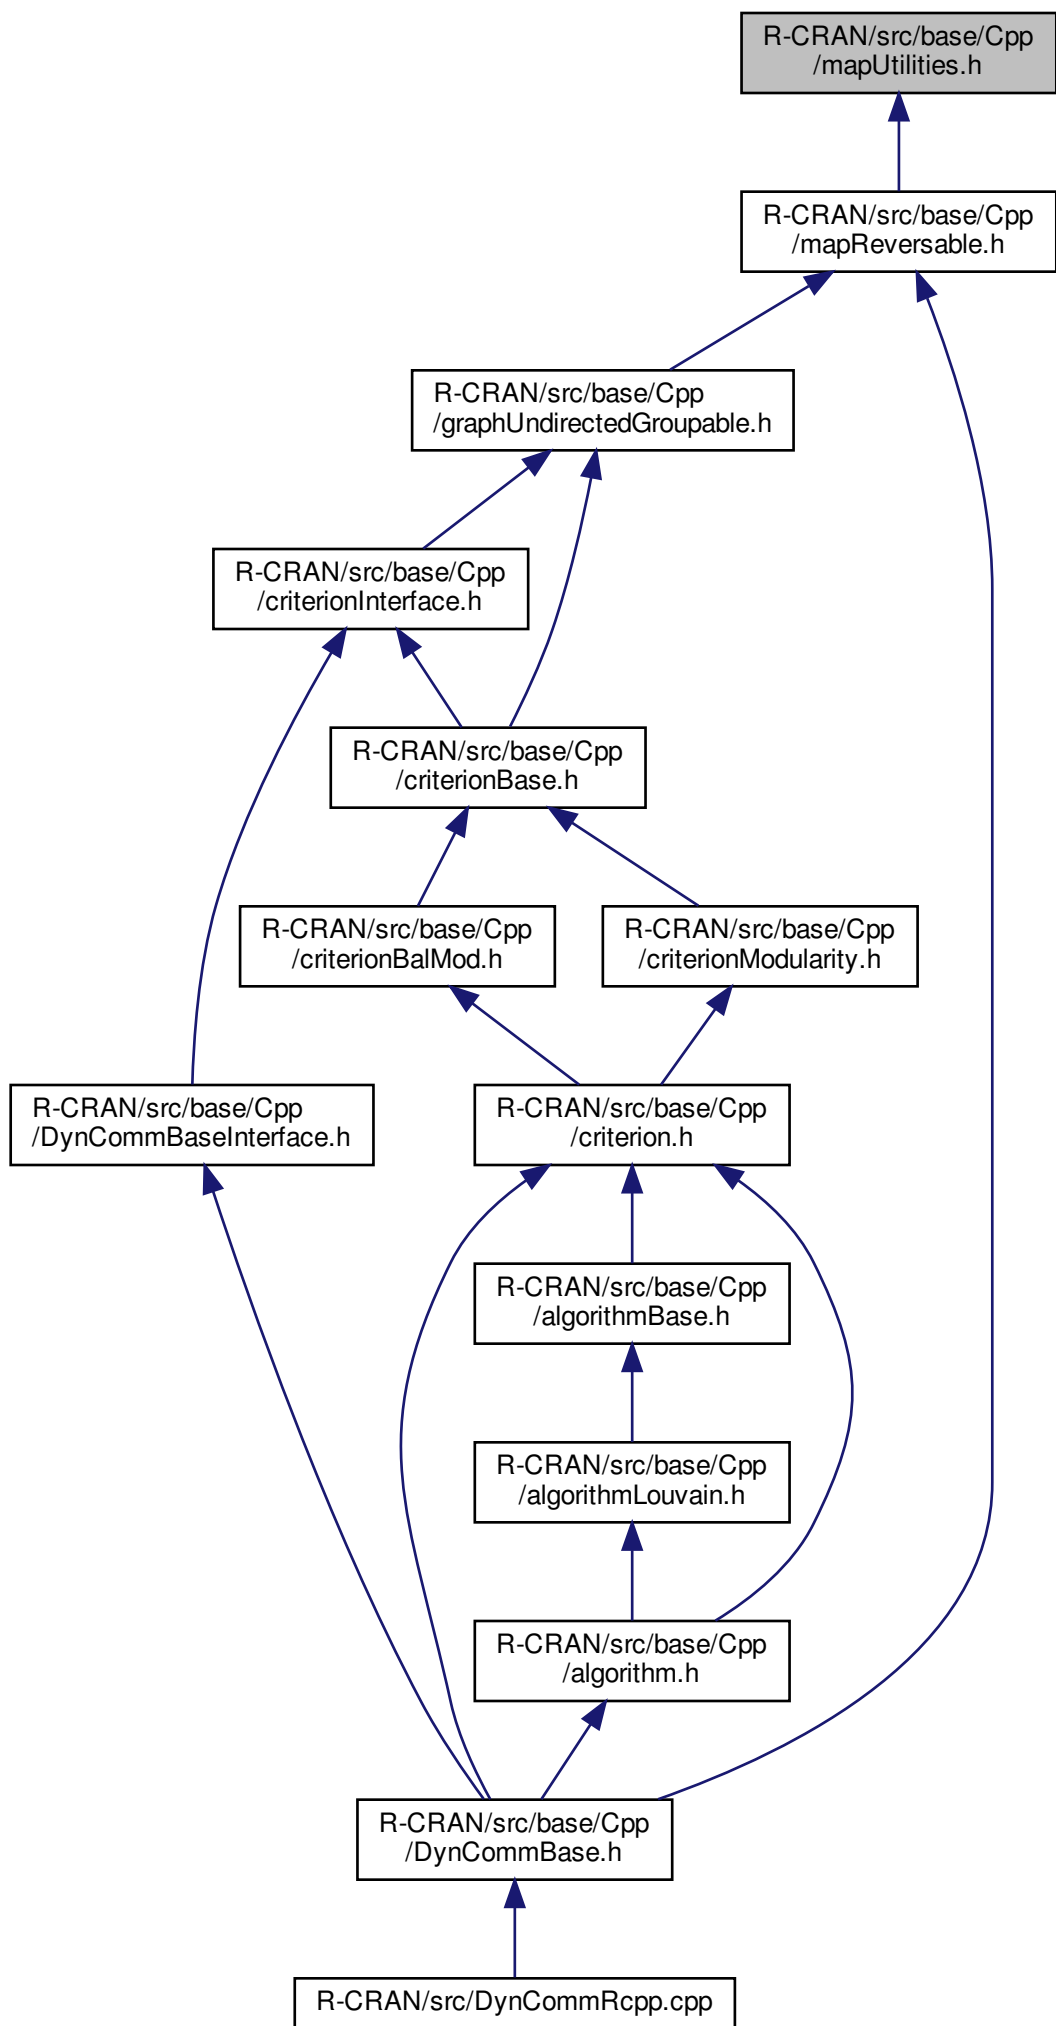 R-CRAN/src/base/Cpp
/mapUtilities.h
R-CRAN/src/base/Cpp
/mapReversable.h
R-CRAN/src/base/Cpp
/graphUndirectedGroupable.h
R-CRAN/src/base/Cpp
/criterionInterface.h
R-CRAN/src/base/Cpp
/criterionBase.h
R-CRAN/src/base/Cpp
/criterionBalMod.h
R-CRAN/src/base/Cpp
/criterionModularity.h
R-CRAN/src/base/Cpp
/DynCommBaseInterface.h
R-CRAN/src/base/Cpp
/criterion.h
R-CRAN/src/base/Cpp
/algorithmBase.h
R-CRAN/src/base/Cpp
/algorithmLouvain.h
R-CRAN/src/base/Cpp
/algorithm.h
R-CRAN/src/base/Cpp
/DynCommBase.h
R-CRAN/src/DynCommRcpp.cpp